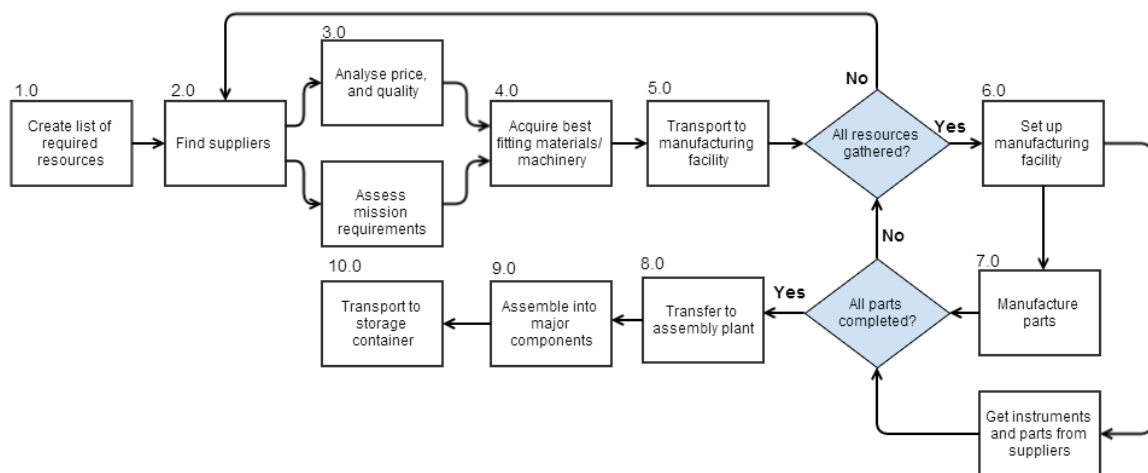 1.0
Create list of
required
resources
2.0
Find suppliers
3.0
Analyse price,
and quality
Assess
mission
requirements
4.0
Acquire best
fitting materials/
machinery
5.0
Transport to
manufacturing
facility
No
All resources
gathered?
Yes
6.0
Set up
manufacturing
facility
7.0
Manufacture
parts
Get instruments
and parts from
suppliers
No
All parts
completed?
Yes
8.0
Transfer to
assembly plant
9.0
Assemble into
major
components
10.0
Transport to
storage
container